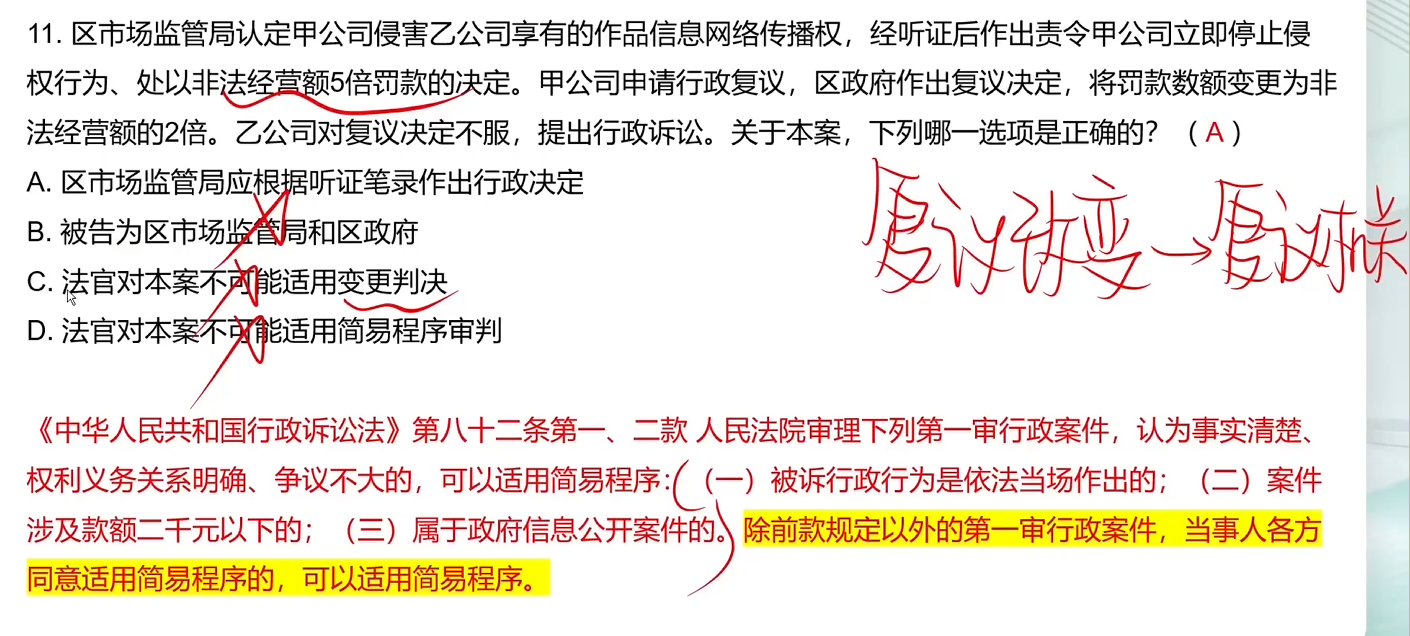 11. 区市场监管局认定甲公司侵害乙公司享有的作品信息网络传播权，经听证后作出责令甲公司立即停止侵
权行为、处以非法经营额5倍罚款的决定。甲公司申请行政复议，区政府作出复议决定，将罚款数额变更为非
法经营额的2倍。乙公司对复议决定不服，提出行政诉讼。关于本案，下列哪一选项是正确的？（A）
A. 区市场监管局应根据听证笔录作出行政决定
B. 被告为区市场监管局和区政府
C. 法官对本案不可能适用变更判决
D. 法官对本案不可能适用简易程序审判
复议改变→复议机关
《中华人民共和国行政诉讼法》第八十二条第一、二款 人民法院审理下列第一审行政案件，认为事实清楚、
权利义务关系明确、争议不大的，可以适用简易程序：（一）被诉行政行为是依法当场作出的；（二）案件
涉及款额二千元以下的；（三）属于政府信息公开案件的。除前款规定以外的第一审行政案件，当事人各方
同意适用简易程序的，可以适用简易程序。